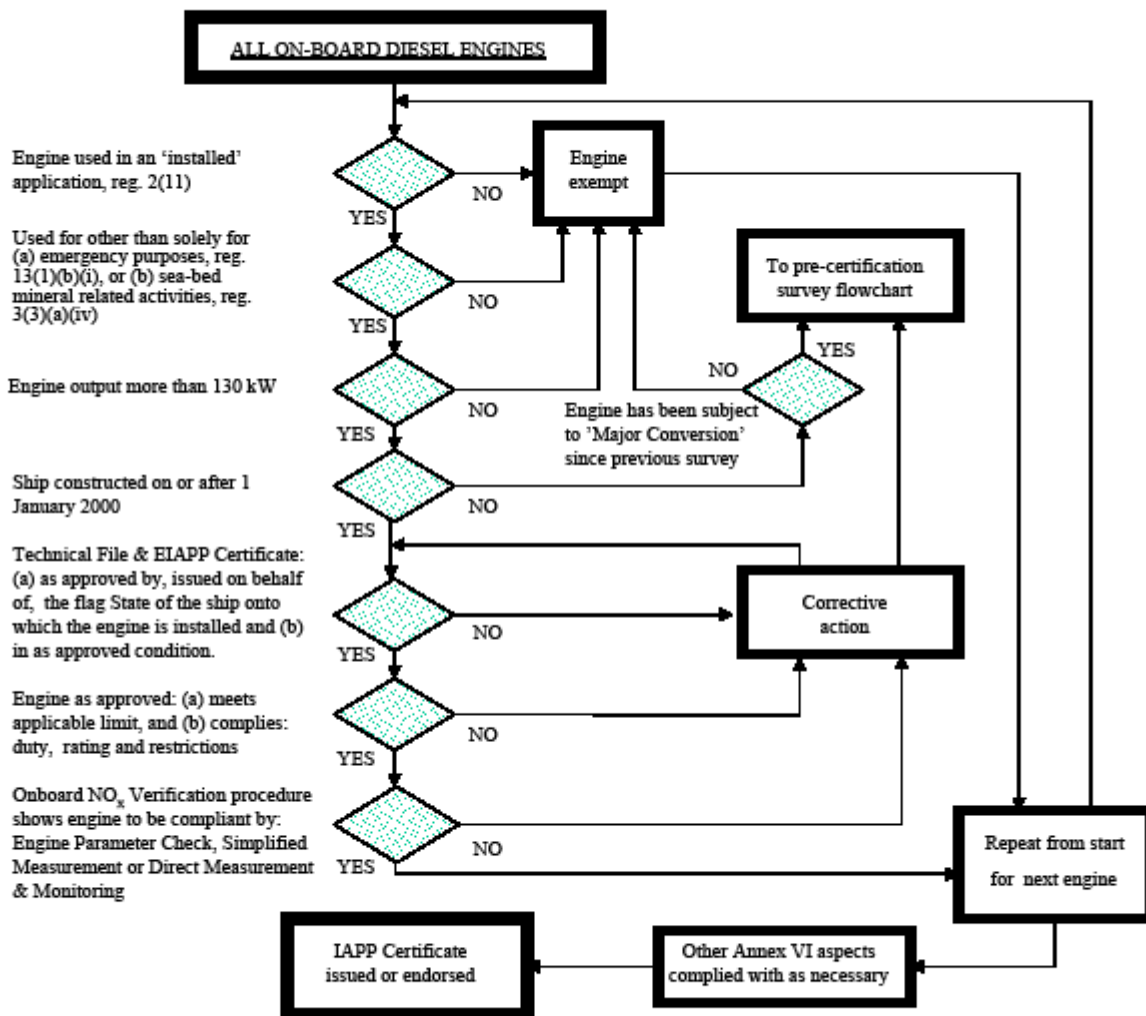 ALL ON-BOARD DIESEL ENGINES
Engine used in an ‘installed’
application, reg. 2(11)
NO
YES
Engine
exempt
Used for other than solely for
(a) emergency purposes, reg.
13(1)(b)(i), or (b) sea-bed
mineral related activities, reg.
3(3)(a)(iv)
NO
YES
To pre-certification
survey flowchart
Engine output more than 130 kW
NO
YES
NO
YES
Engine has been subject
to ’Major Conversion’
since previous survey
Ship constructed on or after 1
January 2000
NO
YES
Technical File & EIAPP Certificate:
(a) as approved by, issued on behalf
of, the flag State of the ship onto
which the engine is installed and (b)
in as approved condition.
NO
YES
Corrective
action
Engine as approved: (a) meets
applicable limit, and (b) complies:
duty, rating and restrictions
NO
YES
Onboard NOx Verification procedure
shows engine to be compliant by:
Engine Parameter Check, Simplified
Measurement or Direct Measurement
& Monitoring
NO
YES
Repeat from start
for next engine
IAPP Certificate
issued or endorsed
Other Annex VI aspects
complied with as necessary